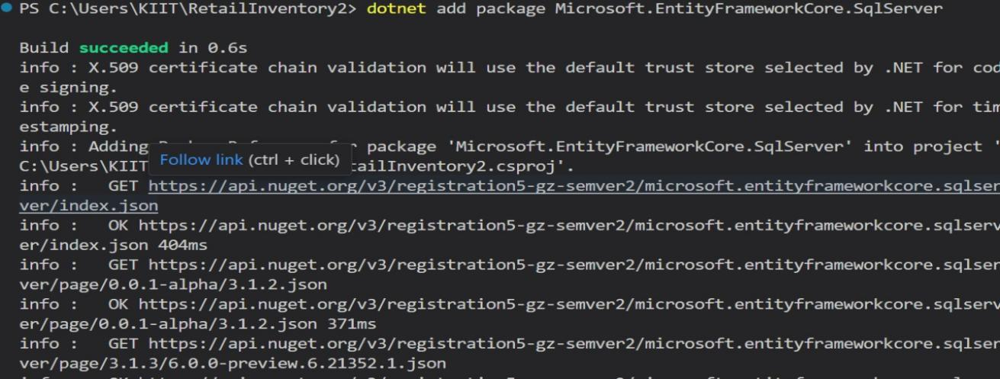 PS C:\Users\KIIT\RetailInventory2> dotnet add package Microsoft.EntityFrameworkCore.SqlServer
Build succeeded in 0.6s
info : X.509 certificate chain validation will use the default trust store selected by .NET for cod
e signing.
info : X.509 certificate chain validation will use the default trust store selected by .NET for tim
estamping.
info : Adding package 'Microsoft.EntityFrameworkCore.SqlServer' into project '
C:\Users\KIIT Follow link (ctrl + click) tailInventory2.csproj'.
info :   GET https://api.nuget.org/v3/registration5-gz-semver2/microsoft.entityframeworkcore.sqlser
ver/index.json
info :   OK https://api.nuget.org/v3/registration5-gz-semver2/microsoft.entityframeworkcore.sqlserv
er/index.json 404ms
info :   GET https://api.nuget.org/v3/registration5-gz-semver2/microsoft.entityframeworkcore.sqlser
ver/page/0.0.1-alpha/3.1.2.json
info :   OK https://api.nuget.org/v3/registration5-gz-semver2/microsoft.entityframeworkcore.sqlserv
er/page/0.0.1-alpha/3.1.2.json 371ms
info :   GET https://api.nuget.org/v3/registration5-gz-semver2/microsoft.entityframeworkcore.sqlser
ver/page/3.1.3/6.0.0-preview.6.21352.1.json